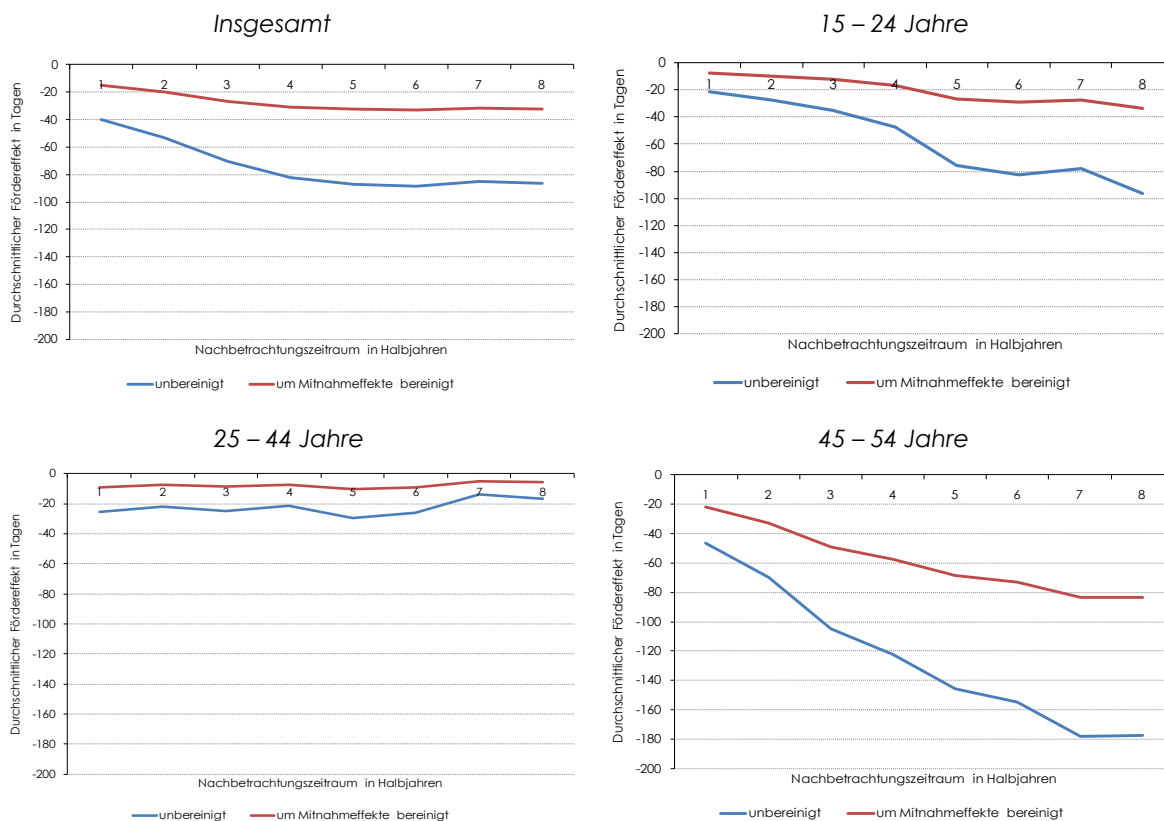 Insgesamt
Durchschnittlicher Fördereffekt in Tagen
0
-20
-40
-60
-80
-100
-120
-140
-160
-180
-200
1 2 3 4 5 6 7 8
Nachbetrachtungszeitraum in Halbjahren
unbereinigt um Mitnahmeffekte bereinigt
15 – 24 Jahre
Durchschnittlicher Fördereffekt in Tagen
0
-20
-40
-60
-80
-100
-120
-140
-160
-180
-200
1 2 3 4 5 6 7 8
Nachbetrachtungszeitraum in Halbjahren
unbereinigt um Mitnahmeffekte bereinigt
25 – 44 Jahre
Durchschnittlicher Fördereffekt in Tagen
0
-20
-40
-60
-80
-100
-120
-140
-160
-180
-200
1 2 3 4 5 6 7 8
Nachbetrachtungszeitraum in Halbjahren
unbereinigt um Mitnahmeffekte bereinigt
45 – 54 Jahre
Durchschnittlicher Fördereffekt in Tagen
0
-20
-40
-60
-80
-100
-120
-140
-160
-180
-200
1 2 3 4 5 6 7 8
Nachbetrachtungszeitraum in Halbjahren
unbereinigt um Mitnahmeffekte bereinigt